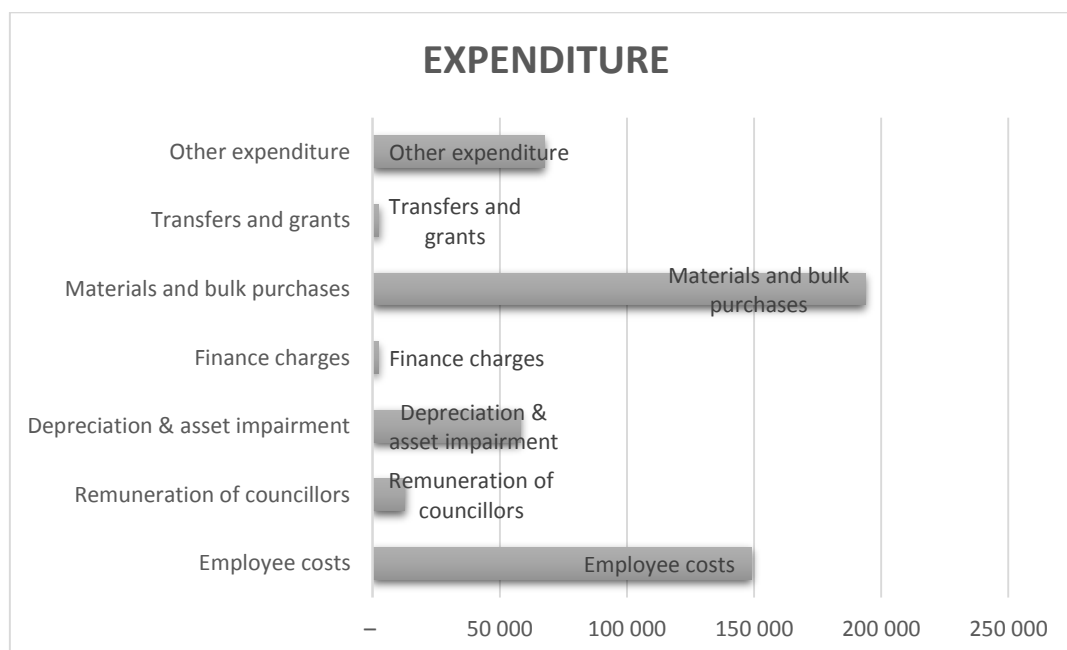 EXPENDITURE
Other expenditure
Other expenditure
Transfers and grants
Transfers and
grants
Materials and bulk purchases
Materials and bulk
purchases
Finance charges
Finance charges
Depreciation & asset impairment
Depreciation &
asset impairment
Remuneration of councillors
Remuneration of
councillors
Employee costs
Employee costs
– 50 000 100 000 150 000 200 000 250 000